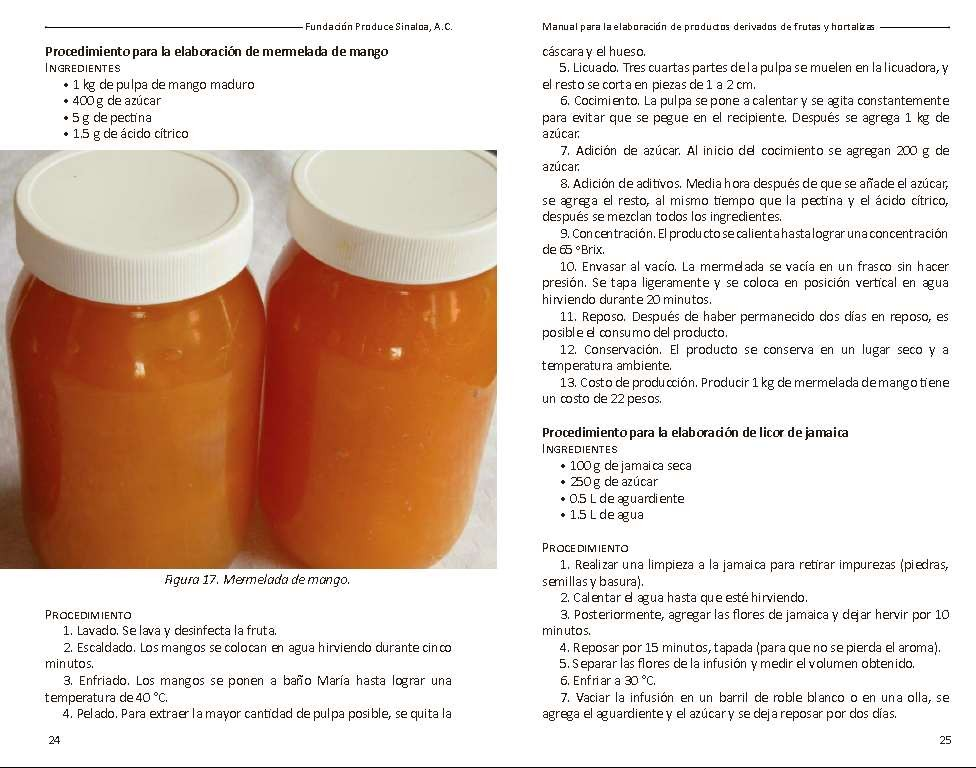 Fundación Produce Sinaloa, A.C.
Procedimiento para la elaboración de mermelada de mango
Ingredientes
• 1 kg de pulpa de mango maduro
• 400 g de azúcar
• 5 g de pectina
• 1.5 g de ácido cítrico
Figura 17. Mermelada de mango.
Procedimiento
1. Lavado. Se lava y desinfecta la fruta.
2. Escaldado. Los mangos se colocan en agua hirviendo durante cinco
minutos.
3. Enfriado. Los mangos se ponen a baño María hasta lograr una
temperatura de 40 °C.
4. Pelado. Para extraer la mayor cantidad de pulpa posible, se quita la
24
Manual para la elaboración de productos derivados de frutas y hortalizas
cáscara y el hueso.
5. Licuado. Tres cuartas partes de la pulpa se muelen en la licuadora, y
el resto se corta en piezas de 1 a 2 cm.
6. Cocimiento. La pulpa se pone a calentar y se agita constantemente
para evitar que se pegue en el recipiente. Después se agrega 1 kg de
azúcar.
7. Adición de azúcar. Al inicio del cocimiento se agregan 200 g de
azúcar.
8. Adición de aditivos. Media hora después de que se añade el azúcar,
se agrega el resto, al mismo tiempo que la pectina y el ácido cítrico,
después se mezclan todos los ingredientes.
9. Concentración. El producto se calienta hasta lograr una concentración
de 65 °Brix.
10. Envasar al vacío. La mermelada se vacía en un frasco sin hacer
presión. Se tapa ligeramente y se coloca en posición vertical en agua
hirviendo durante 20 minutos.
11. Reposo. Después de haber permanecido dos días en reposo, es
posible el consumo del producto.
12. Conservación. El producto se conserva en un lugar seco y a
temperatura ambiente.
13. Costo de producción. Producir 1 kg de mermelada de mango tiene
un costo de 22 pesos.
Procedimiento para la elaboración de licor de jamaica
Ingredientes
• 100 g de jamaica seca
• 250 g de azúcar
• 0.5 L de aguardiente
• 1.5 L de agua
Procedimiento
1. Realizar una limpieza a la jamaica para retirar impurezas (piedras,
semillas y basura).
2. Calentar el agua hasta que esté hirviendo.
3. Posteriormente, agregar las flores de jamaica y dejar hervir por 10
minutos.
4. Reposar por 15 minutos, tapada (para que no se pierda el aroma).
5. Separar las flores de la infusión y medir el volumen obtenido.
6. Enfriar a 30 °C.
7. Vaciar la infusión en un barril de roble blanco o en una olla, se
agrega el aguardiente y el azúcar y se deja reposar por dos días.
25